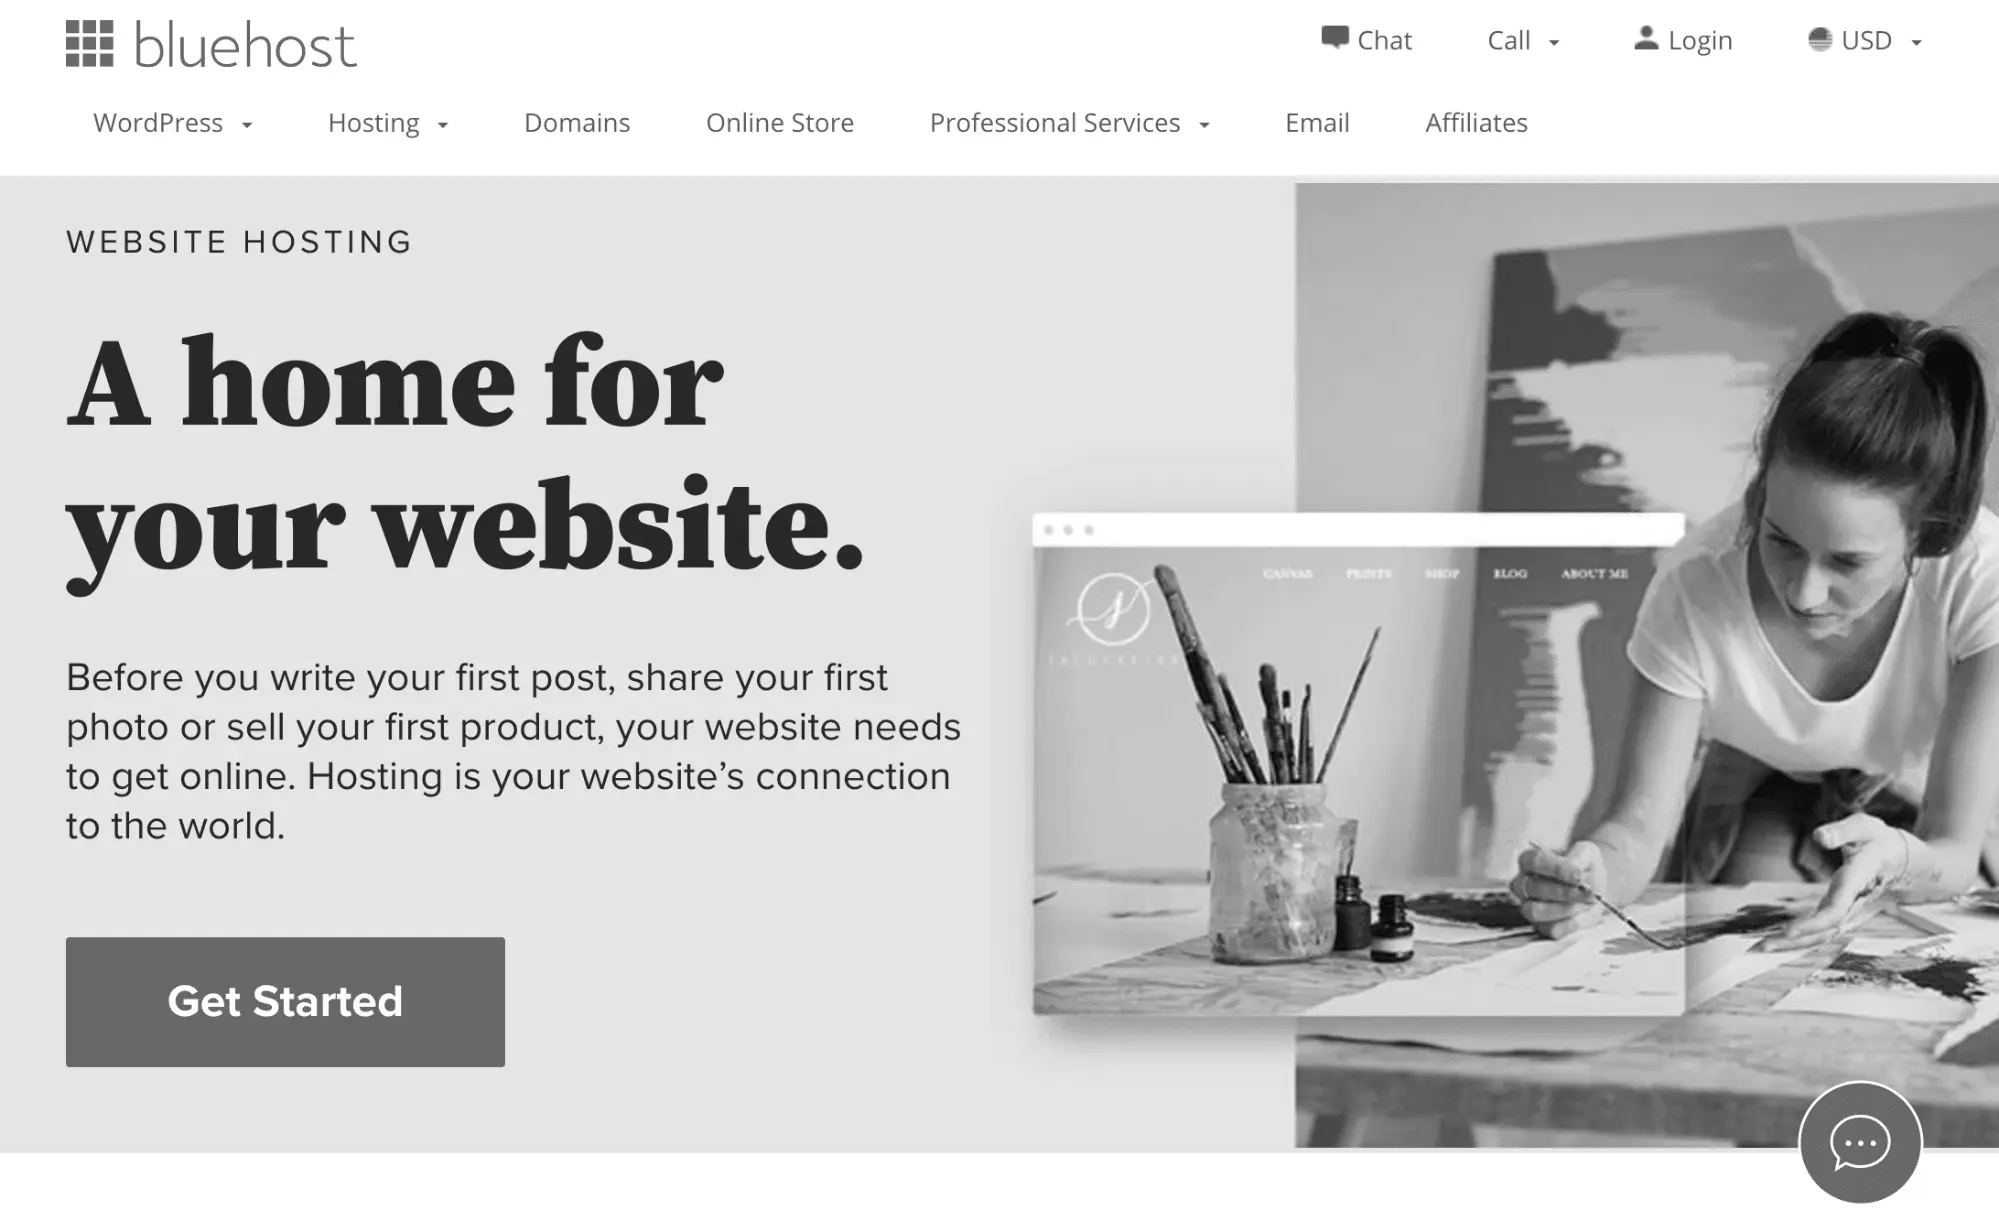 bluehost
Chat Call Login USD
WordPress Hosting Domains Online Store Professional Services Email Affiliates
WEBSITE HOSTING
A home for
your website.
CANVAS PRINTS SHOP BLOG ABOUT ME
Before you write your first post, share your first
photo or sell your first product, your website needs
to get online. Hosting is your website’s connection
to the world.
Get Started